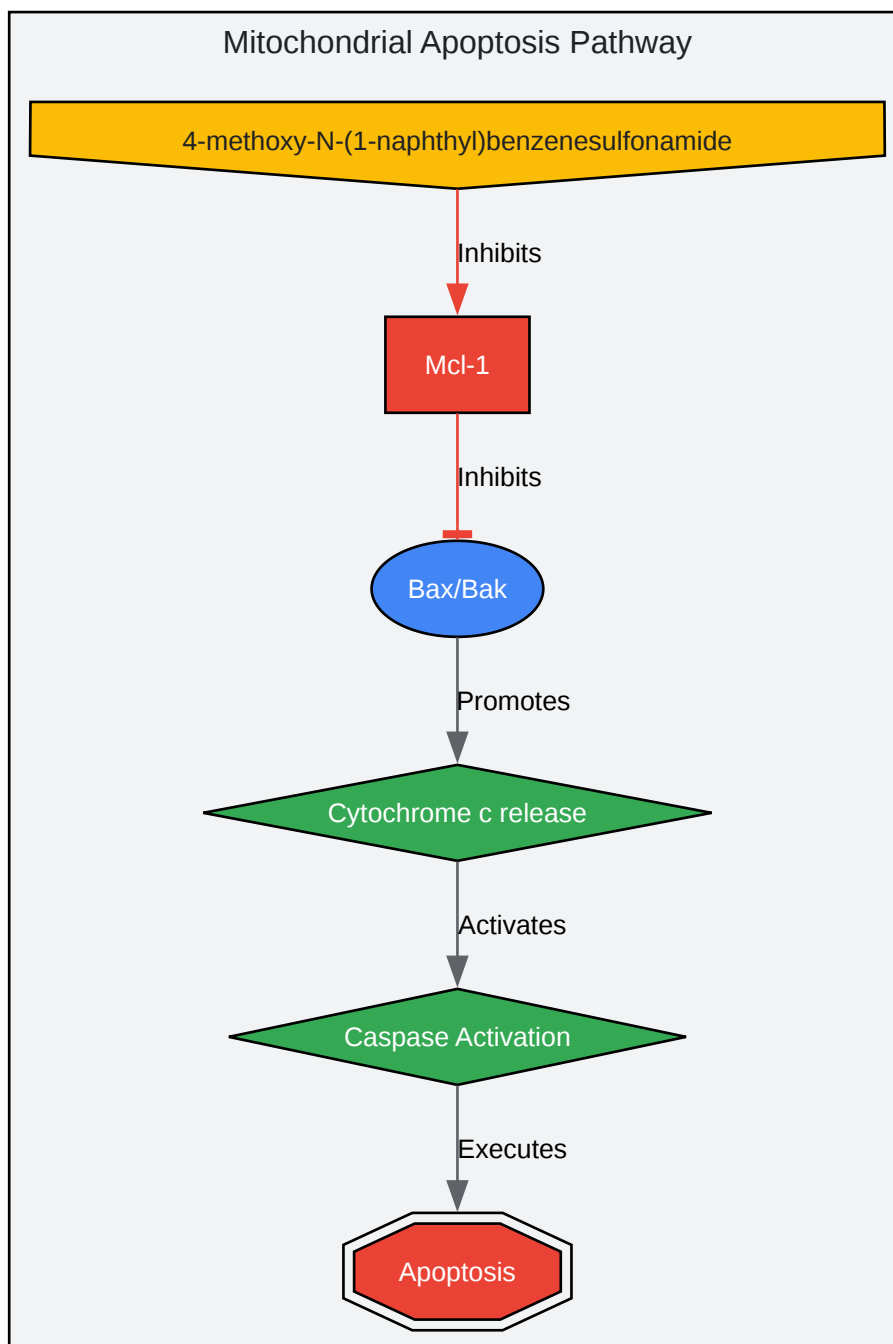 Mitochondrial Apoptosis Pathway
4-methoxy-N-(1-naphthyl)benzenesulfonamide
Inhibits
Mcl-1
Inhibits
Bax/Bak
Promotes
Cytochrome c release
Activates
Caspase Activation
Executes
Apoptosis